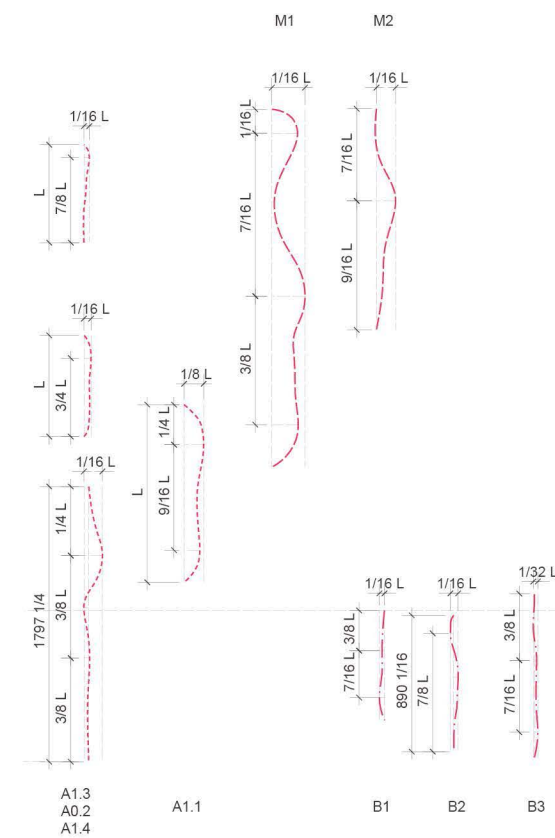 M1
M2
1/16 L
1/16 L
1/16 L
7/16 L
3/8 L
7/16 L
9/16 L
1/16 L
L
7/8 L
1/16 L
L
3/4 L
1/16 L
1797 1/4
1/4 L
3/8 L
3/8 L
1/8 L
L
1/4 L
9/16 L
1/16 L
3/8 L
7/16 L
1/16 L
890 1/16
7/8 L
1/32 L
3/8 L
7/16 L
A1.3
A0.2
A1.4
A1.1
B1
B2
B3